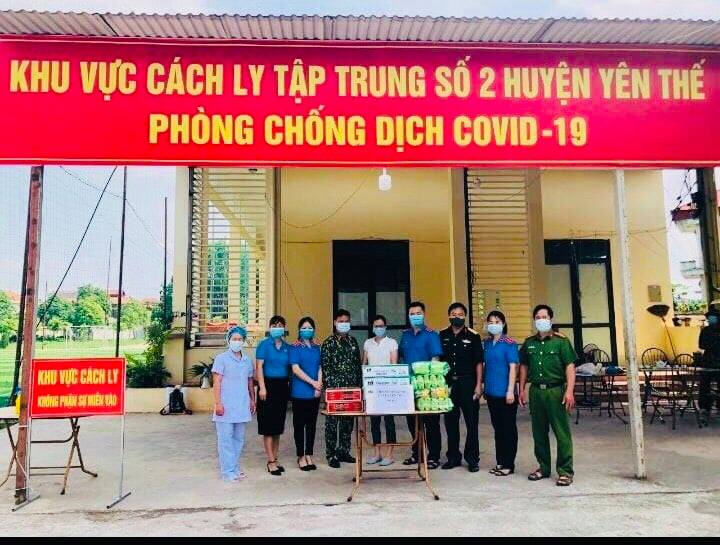 KHU VỰC CÁCH LY TẬP TRUNG SỐ 2 HUYỆN YÊN THẾ
PHÒNG CHỐNG DỊCH COVID-19
KHU VỰC CÁCH LY
KHÔNG PHẬN SỰ MIỄN VÀO